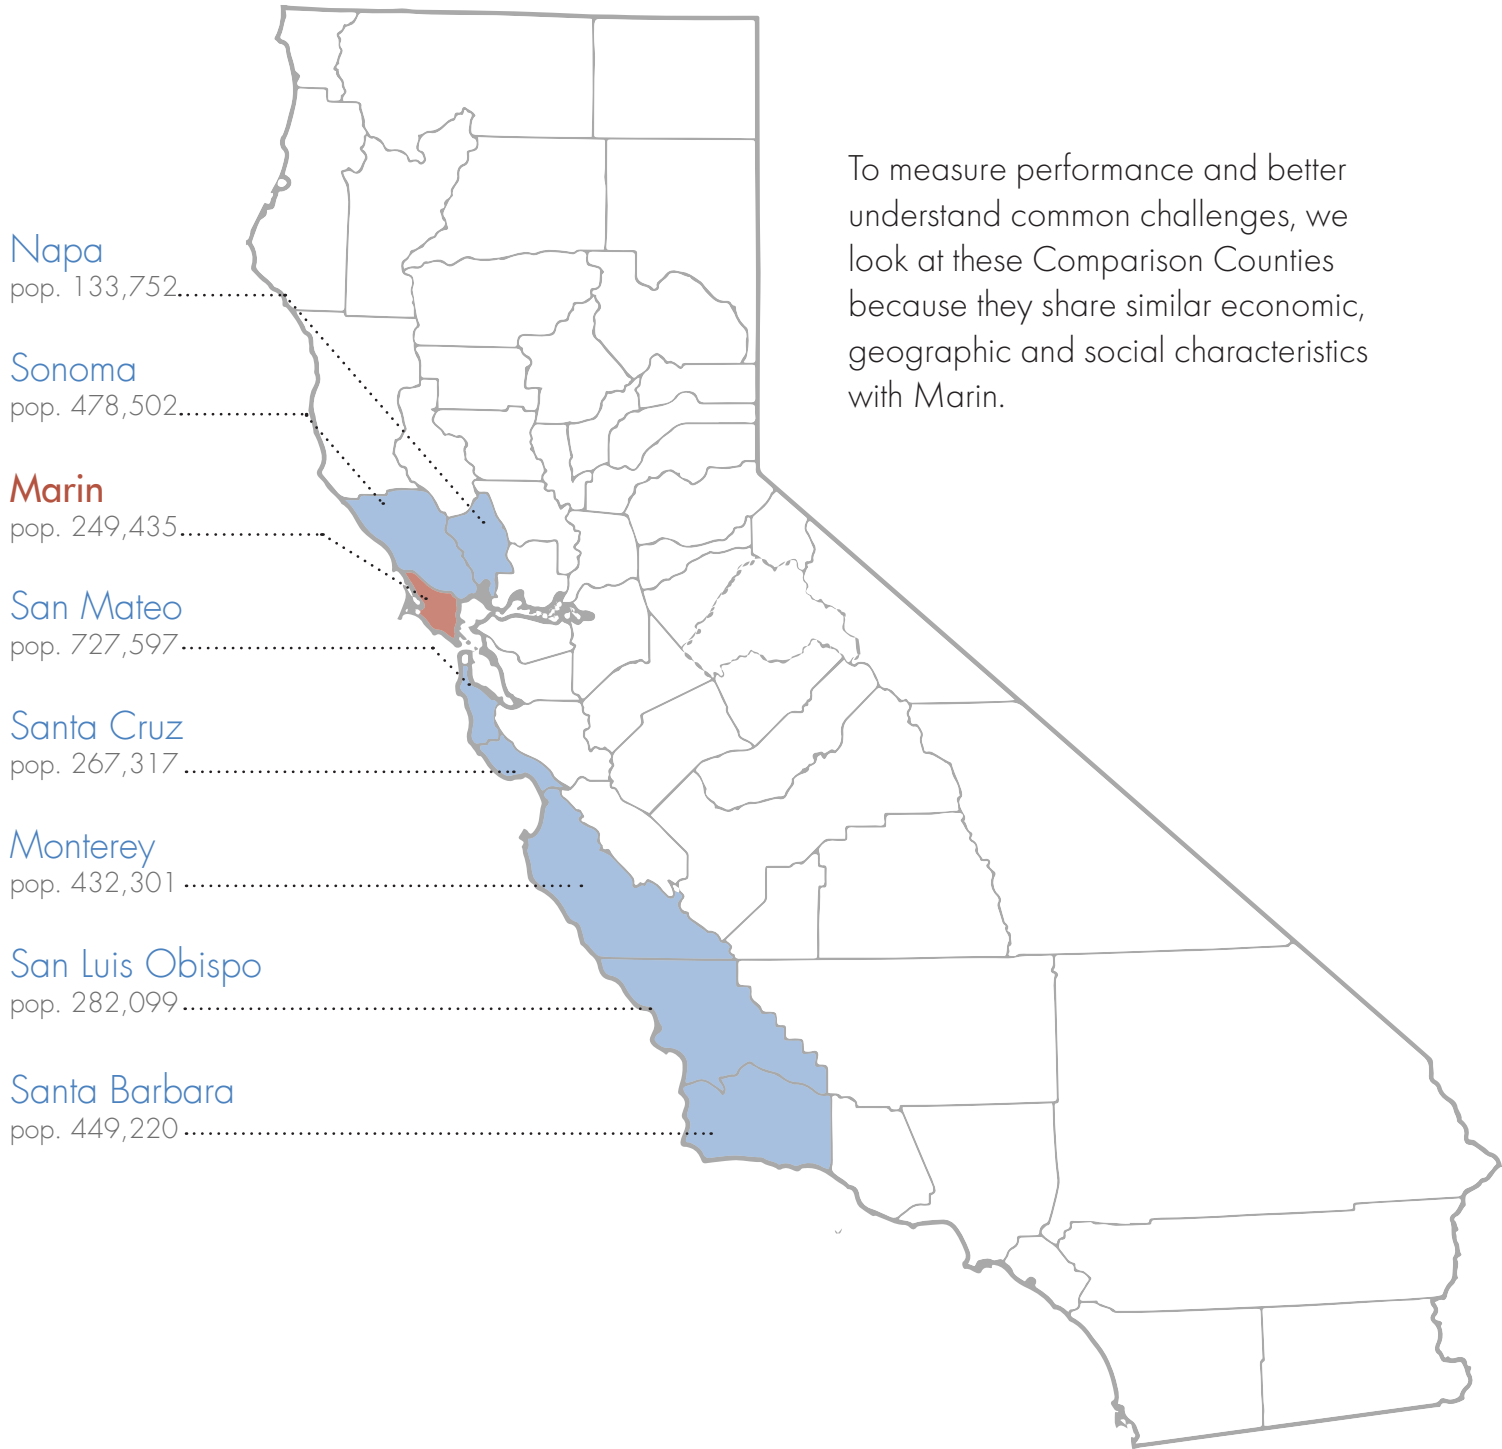 To measure performance and better
understand common challenges, we
look at these Comparison Counties
because they share similar economic,
geographic and social characteristics
with Marin.
Napa
pop. 133,752
Sonoma
pop. 478,502
Marin
pop. 249,435
San Mateo
pop. 727,597
Santa Cruz
pop. 267,317
Monterey
pop. 432,301
San Luis Obispo
pop. 282,099
Santa Barbara
pop. 449,220